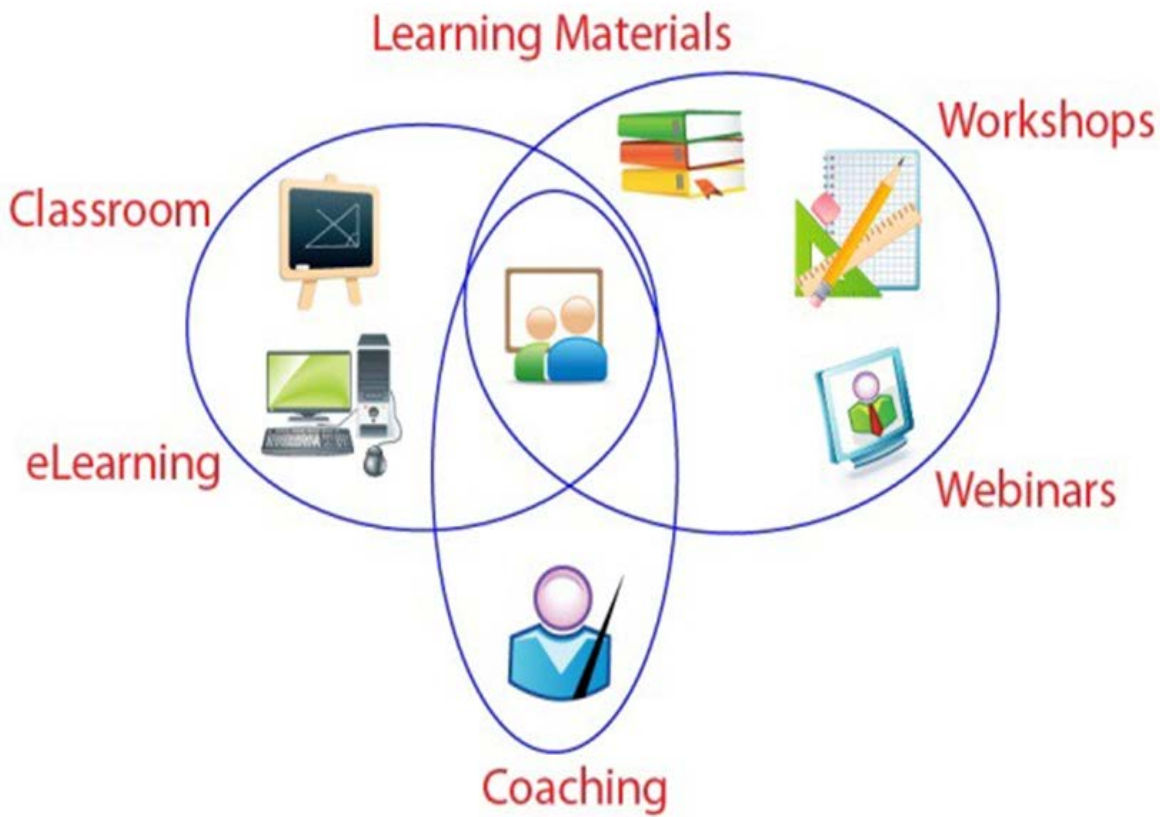 Learning Materials
Workshops
Classroom
eLearning
Webinars
Coaching